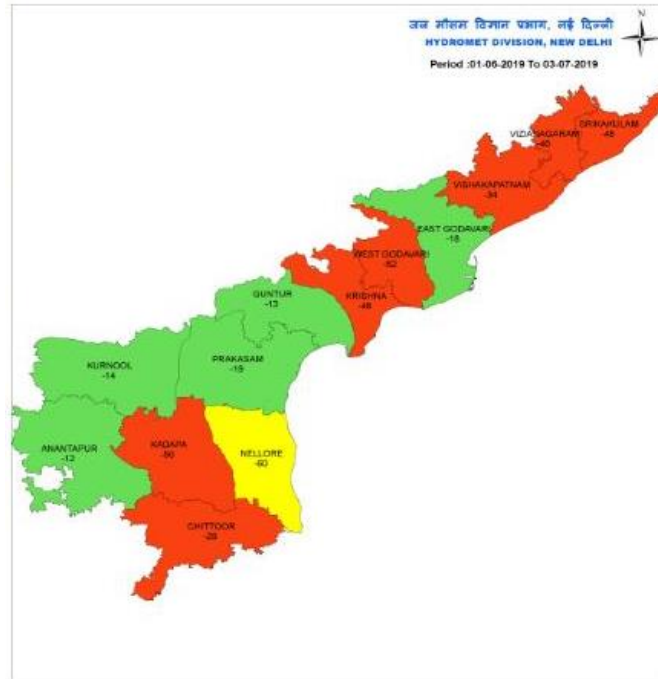 जल मौसम विज्ञान प्रभाग, नई दिल्ली
HYDROMET DIVISION, NEW DELHI
N
Period :01-06-2019 To 03-07-2019
SRIKAKULAM
-48
VIZIANAGARAM
-40
VISHAKAPATNAM
-34
EAST GODAVARI
-18
WEST GODAVARI
-52
KRISHNA
-48
GUNTUR
-13
PRAKASAM
-19
KURNOOL
-14
ANANTAPUR
-12
KADAPA
-50
NELLORE
-60
CHITTOOR
-28